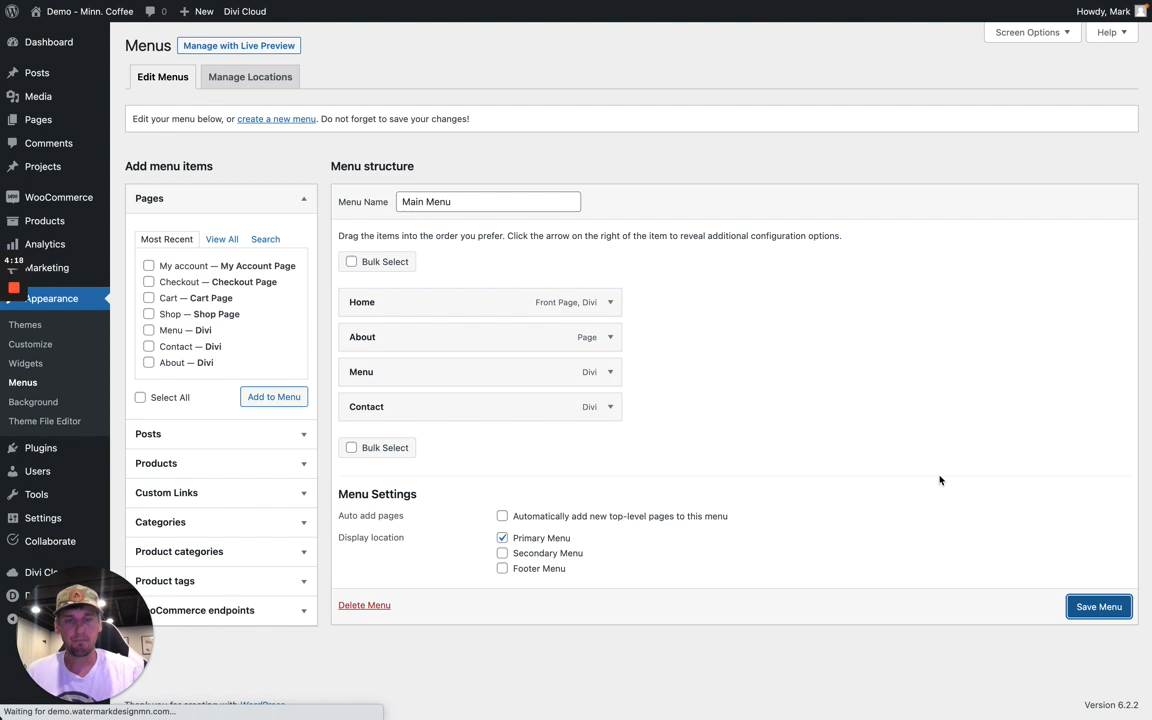 Demo - Minn. Coffee
0
New
Divi Cloud
Howdy, Mark
Dashboard
Posts
Media
Pages
Comments
Projects
WooCommerce
Products
Analytics
4:18
Marketing
Appearance
Themes
Customize
Widgets
Menus
Background
Theme File Editor
Plugins
Users
Tools
Settings
Collaborate
Menus
Manage with Live Preview
Screen Options
Help
Edit Menus
Manage Locations
Edit your menu below, or create a new menu. Do not forget to save your changes!
Add menu items
Pages
Most Recent
View All
Search
My account — My Account Page
Checkout — Checkout Page
Cart — Cart Page
Shop — Shop Page
Menu — Divi
Contact — Divi
About — Divi
Select All
Add to Menu
Posts
Products
Custom Links
Categories
Product categories
Product tags
ooCommerce endpoints
Menu structure
Menu Name
Main Menu
Drag the items into the order you prefer. Click the arrow on the right of the item to reveal additional configuration options.
Bulk Select
Home
Front Page, Divi
About
Page
Menu
Divi
Contact
Divi
Bulk Select
Menu Settings
Auto add pages
Automatically add new top-level pages to this menu
Display location
Primary Menu
Secondary Menu
Footer Menu
Delete Menu
Save Menu
Version 6.2.2
Waiting for demo.watermarkdesignmn.com...